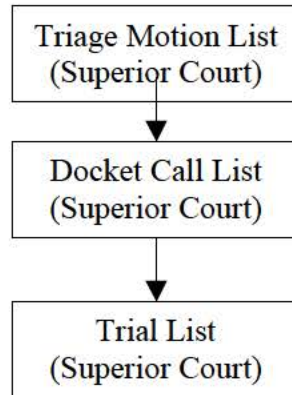 Triage Motion List
(Superior Court)
Docket Call List
(Superior Court)
Trial List
(Superior Court)